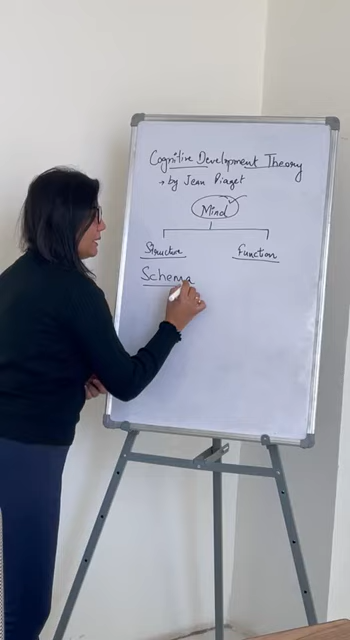 Cognitive Development Theory
→ by Jean Piaget
Mind
Structure Function
Schema